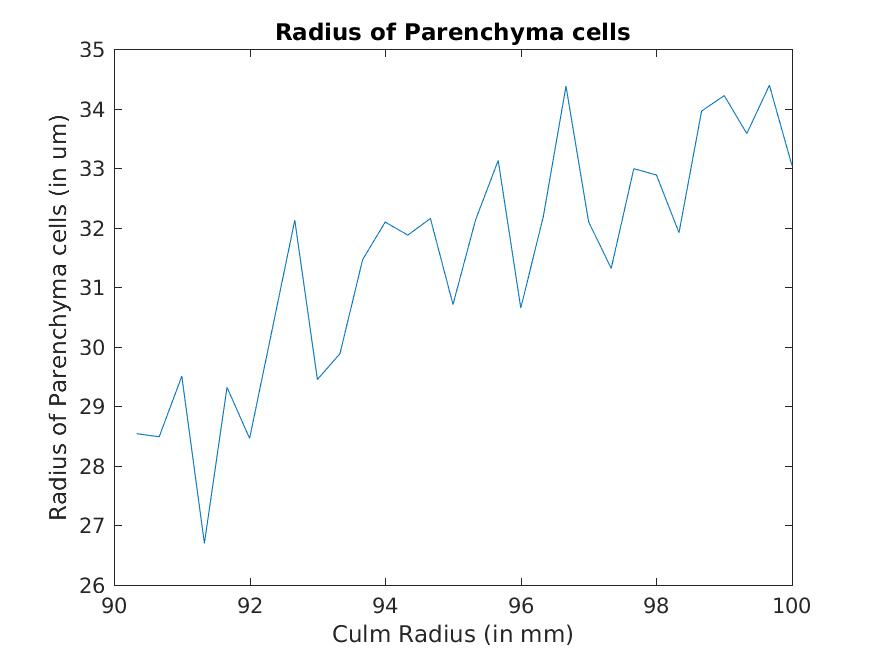 Radius of Parenchyma cells
35
34
33
32
31
30
29
28
27
26
Radius of Parenchyma cells (in um)
90 92 94 96 98 100
Culm Radius (in mm)